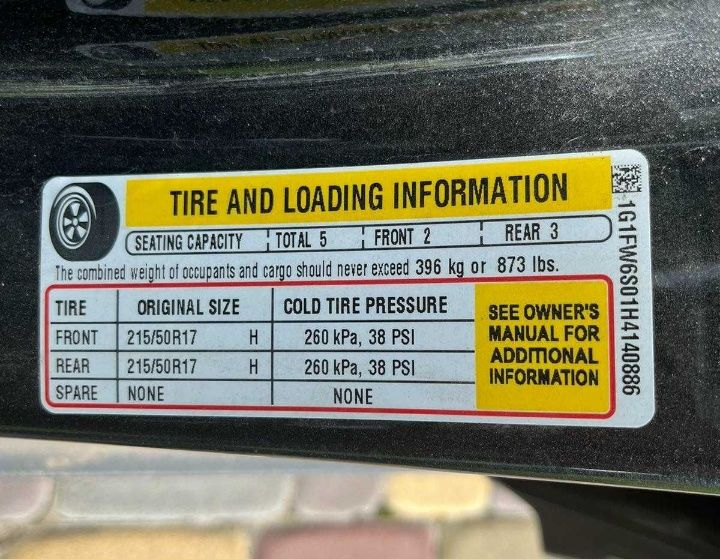 TIRE AND LOADING INFORMATION
SEATING CAPACITY TOTAL 5 FRONT 2 REAR 3
The combined weight of occupants and cargo should never exceed 396 kg or 873 lbs.
TIRE ORIGINAL SIZE COLD TIRE PRESSURE
FRONT 215/50R17 H 260 kPa, 38 PSI
REAR 215/50R17 H 260 kPa, 38 PSI
SPARE NONE NONE
SEE OWNER'S
MANUAL FOR
ADDITIONAL
INFORMATION
1G1FW6S01H4140886